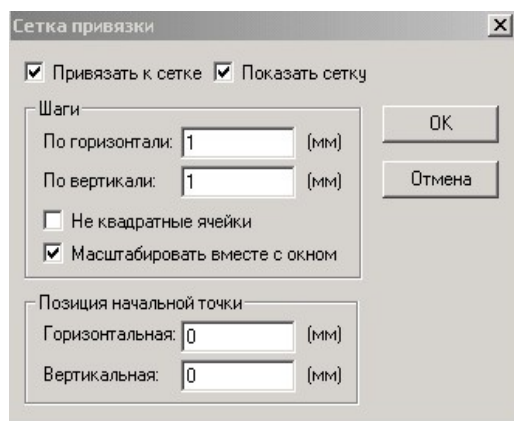 Сетка привязки
Привязать к сетке Показать сетку
Шаги
По горизонтали: 1 (мм)
OK
По вертикали: 1 (мм)
Отмена
Не квадратные ячейки
Масштабировать вместе с окном
Позиция начальной точки
Горизонтальная: 0 (мм)
Вертикальная: 0 (мм)